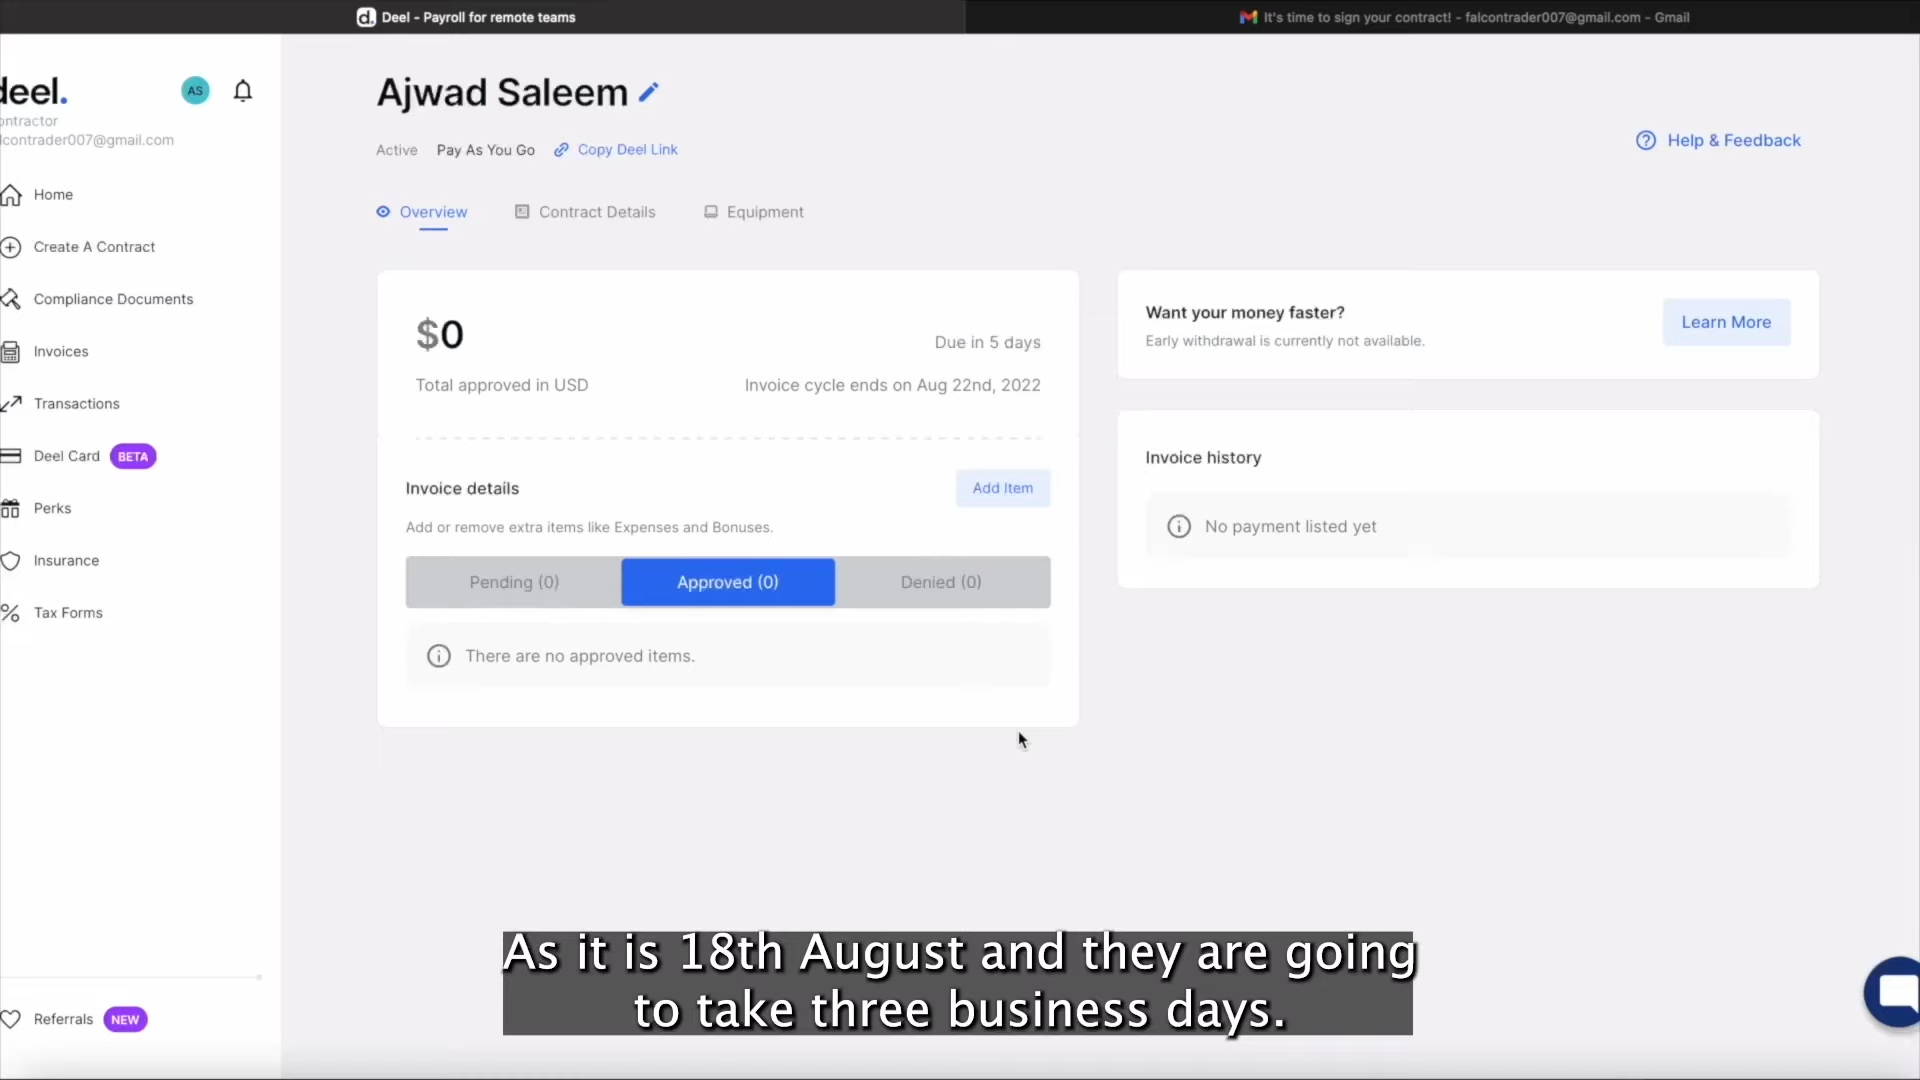 d. Deel - Payroll for remote teams
It's time to sign your contract! - falcontrader007@gmail.com - Gmail
deel.
AS
ontractor
lcontrader007@gmail.com
Home
Create A Contract
Compliance Documents
Invoices
Transactions
Deel Card BETA
Perks
Insurance
Tax Forms
Referrals NEW
Ajwad Saleem
Active Pay As You Go Copy Deel Link
Help & Feedback
Overview Contract Details Equipment
$0
Due in 5 days
Total approved in USD
Invoice cycle ends on Aug 22nd, 2022
Invoice details
Add Item
Add or remove extra items like Expenses and Bonuses.
Pending (0) Approved (0) Denied (0)
There are no approved items.
Want your money faster?
Early withdrawal is currently not available.
Learn More
Invoice history
No payment listed yet
As it is 18th August and they are going
to take three business days.